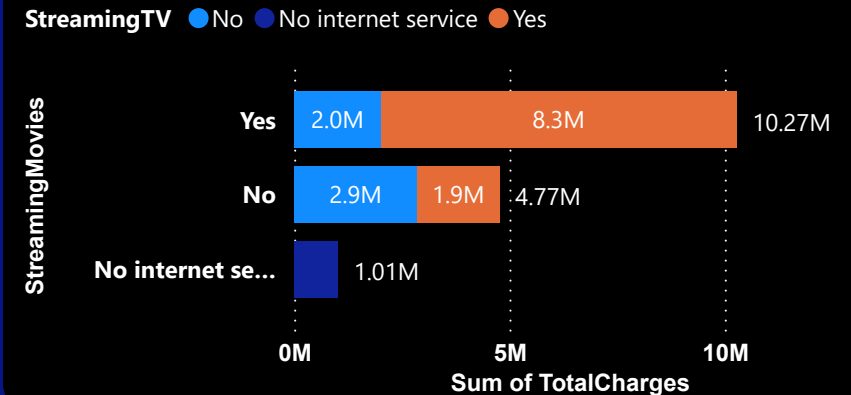 StreamingTV No No internet service Yes
StreamingMovies
Yes 2.0M 8.3M 10.27M
No 2.9M 1.9M 4.77M
No internet se... 1.01M
0M 5M 10M
Sum of TotalCharges